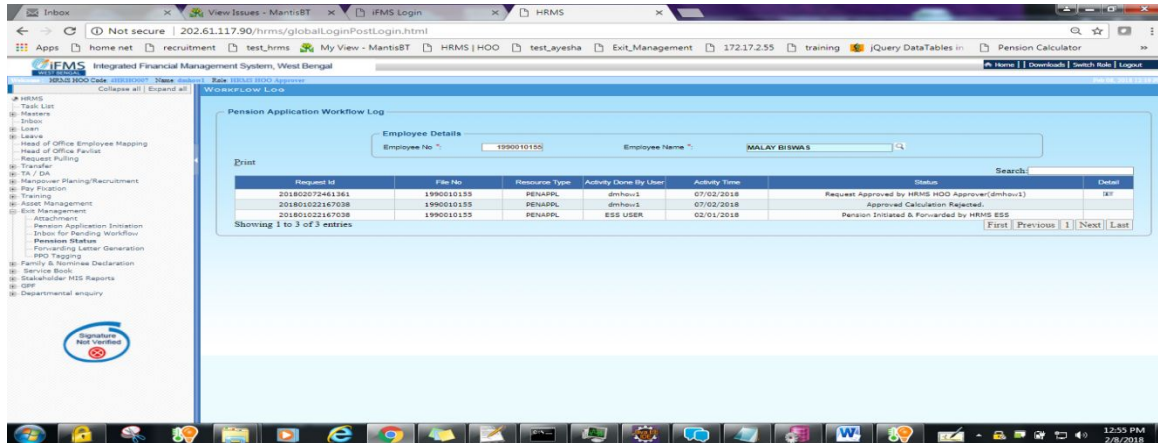 Inbox
View Issues - MantisBT
iFMS Login
HRMS
Not secure | 202.61.117.90/hrms/globalLoginPostLogin.html
Apps home net recruitment test_hrms My View - MantisBT HRMS | HOO test_ayesha Exit_Management 172.17.2.55 training jQuery DataTables in Pension Calculator »
iFMS Integrated Financial Management System, West Bengal
WEST BENGAL
Home | | Downloads | Switch Role | Logout
HRMS HOO Code Name Role HRMS HOO Approver
Collapse all | Expand all
WORKFLOW LOG
HRMS
Task List
Masters
Inbox
Loan
Leave
Head of Office Employee Mapping
Head of Office Favlist
Request Pulling
Transfer
TA / DA
Manpower Planing/Recruitment
Pay Fixation
Training
Asset Management
Exit Management
Attachment
Pension Application Initiation
Inbox for Pending Workflow
Pension Status
Forwarding Letter Generation
PPO Tagging
Family & Nominee Declaration
Service Book
Stakeholder MIS Reports
GPF
Departmental enquiry
Signature
Not Verified
Pension Application Workflow Log
Employee Details
Employee No *: 1990010155 Employee Name *: MALAY BISWAS
Print
Search:
Request Id File No Resource Type Activity Done By User Activity Time Status Detail
201802072461361 1990010155 PENAPPL dmhow1 07/02/2018 Request Approved by HRMS HOO Approver(dmhow1)
201801022167038 1990010155 PENAPPL dmhow1 07/02/2018 Approved Calculation Rejected.
201801022167038 1990010155 PENAPPL ESS USER 02/01/2018 Pension Initiated & Forwarded by HRMS ESS
Showing 1 to 3 of 3 entries
First Previous 1 Next Last
12:55 PM
2/8/2018